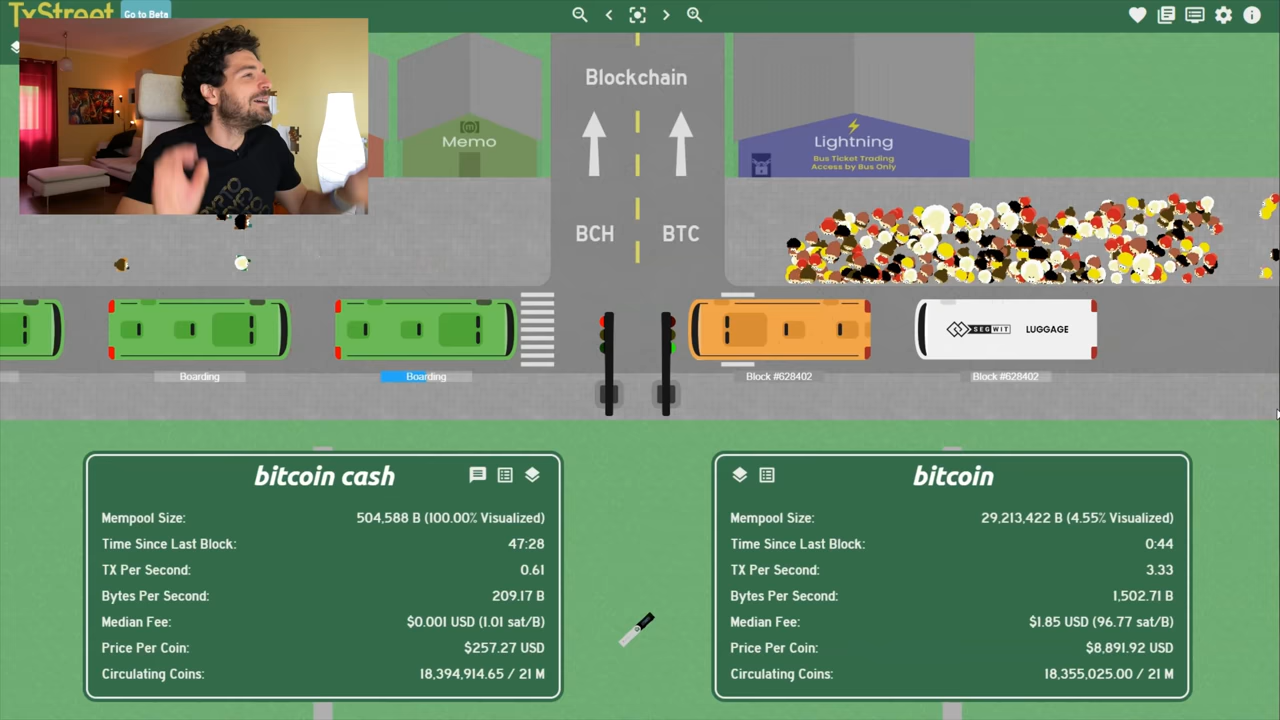 TxStreet
Go to Beta
Blockchain
Memo
Lightning
Bus Ticket Trading
Access by Bus Only
BCH
BTC
SEGWIT
LUGGAGE
Boarding
Boarding
Block #628402
Block #628402
bitcoin cash
Mempool Size: 504,588 B (100.00% Visualized)
Time Since Last Block: 47:28
TX Per Second: 0.61
Bytes Per Second: 209.17 B
Median Fee: $0.001 USD (1.01 sat/B)
Price Per Coin: $257.27 USD
Circulating Coins: 18,394,914.65 / 21 M
bitcoin
Mempool Size: 29,213,422 B (4.55% Visualized)
Time Since Last Block: 0:44
TX Per Second: 3.33
Bytes Per Second: 1,502.71 B
Median Fee: $1.85 USD (96.77 sat/B)
Price Per Coin: $8,891.92 USD
Circulating Coins: 18,355,025.00 / 21 M